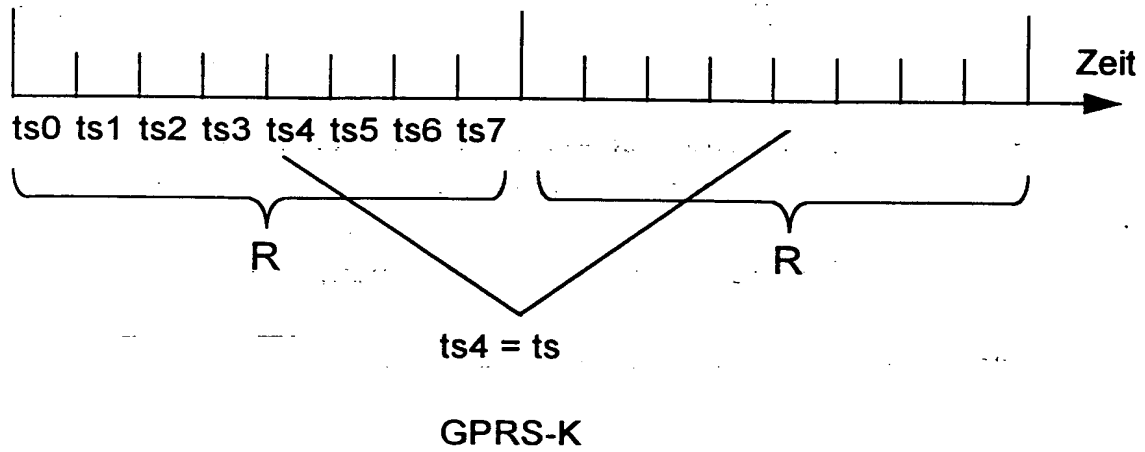 Zeit
ts0 ts1 ts2 ts3 ts4 ts5 ts6 ts7
R R
ts4 = ts
GPRS-K